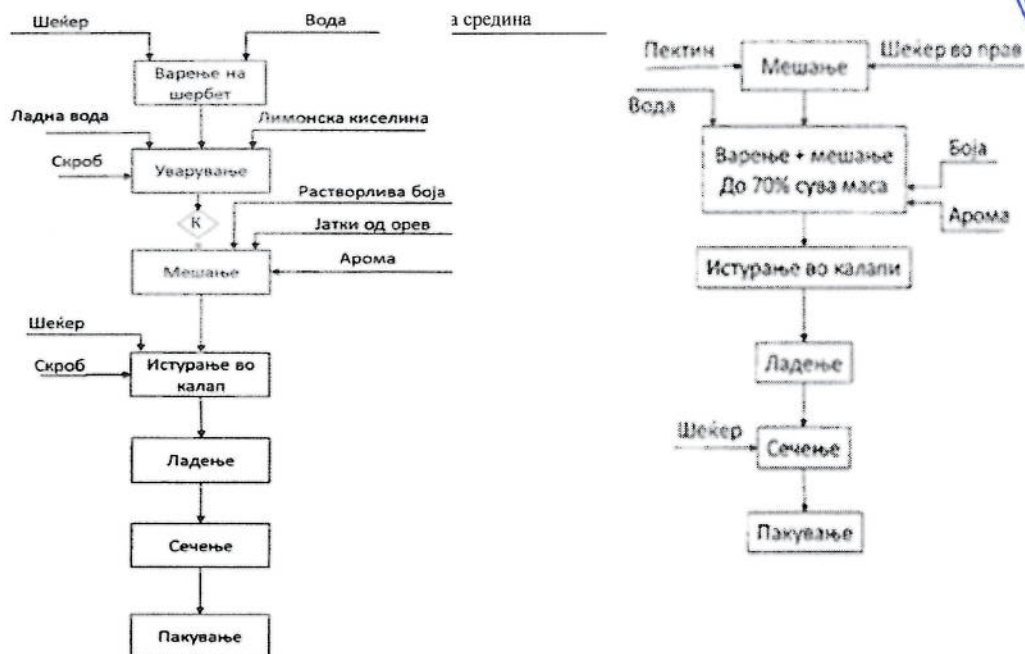 Шеќер
Вода
Варење на
шербет
Ладна вода
Лимонска киселина
Скроб
Уварување
К
Растворлива боја
Јатки од орев
Арома
Мешање
Шеќер
Скроб
Истурање во
калап
Ладење
Сечење
Пакување
а средина
Пектин
Мешање
Шеќер во прав
Вода
Варење + мешање
До 70% сува маса
Боја
Арома
Истурање во калапи
Ладење
Шеќер
Сечење
Пакување